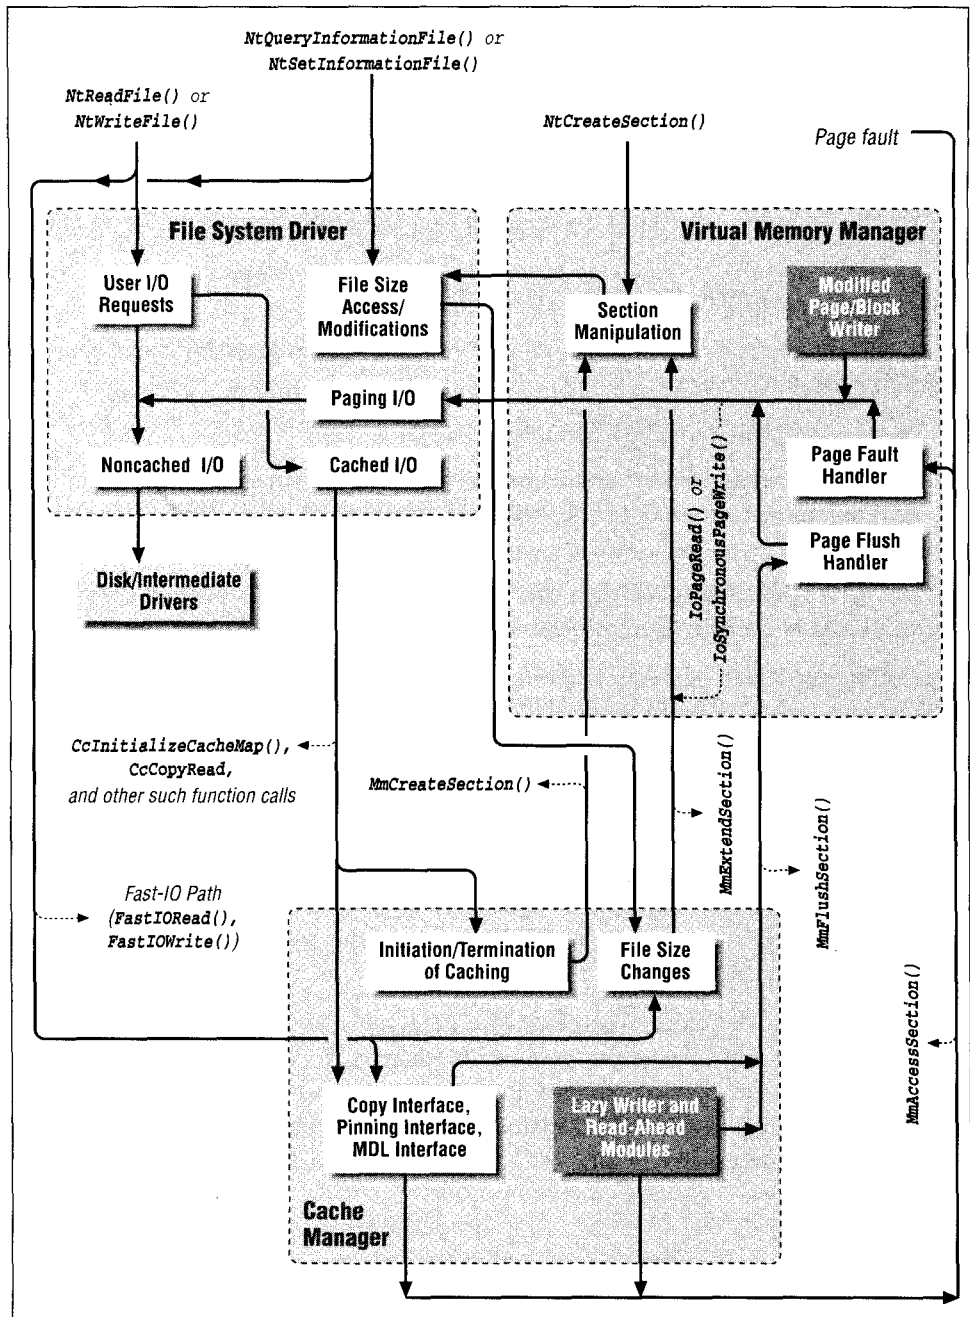 NtQueryInformationFile() or
NtSetInformationFile()
NtReadFile() or
NtWriteFile()
NtCreateSection()
Page fault
File System Driver
Virtual Memory Manager
User I/O
Requests
File Size
Access/
Modifications
Section
Manipulation
Modified
Page/Block
Writer
Paging I/O
Noncached I/O
Cached I/O
Page Fault
Handler
Page Flush
Handler
Disk/Intermediate
Drivers
IoPageRead() or
IoSynchronousPageWrite()
CcInitializeCacheMap(),
CcCopyRead,
and other such function calls
MmCreateSection()
MmExtendSection()
MmFlushSection()
Fast-IO Path
(FastIORead(),
FastIOWrite())
Initiation/Termination
of Caching
File Size
Changes
MmAccessSection()
Copy Interface,
Pinning Interface,
MDL Interface
Lazy Writer and
Read-Ahead
Modules
Cache
Manager